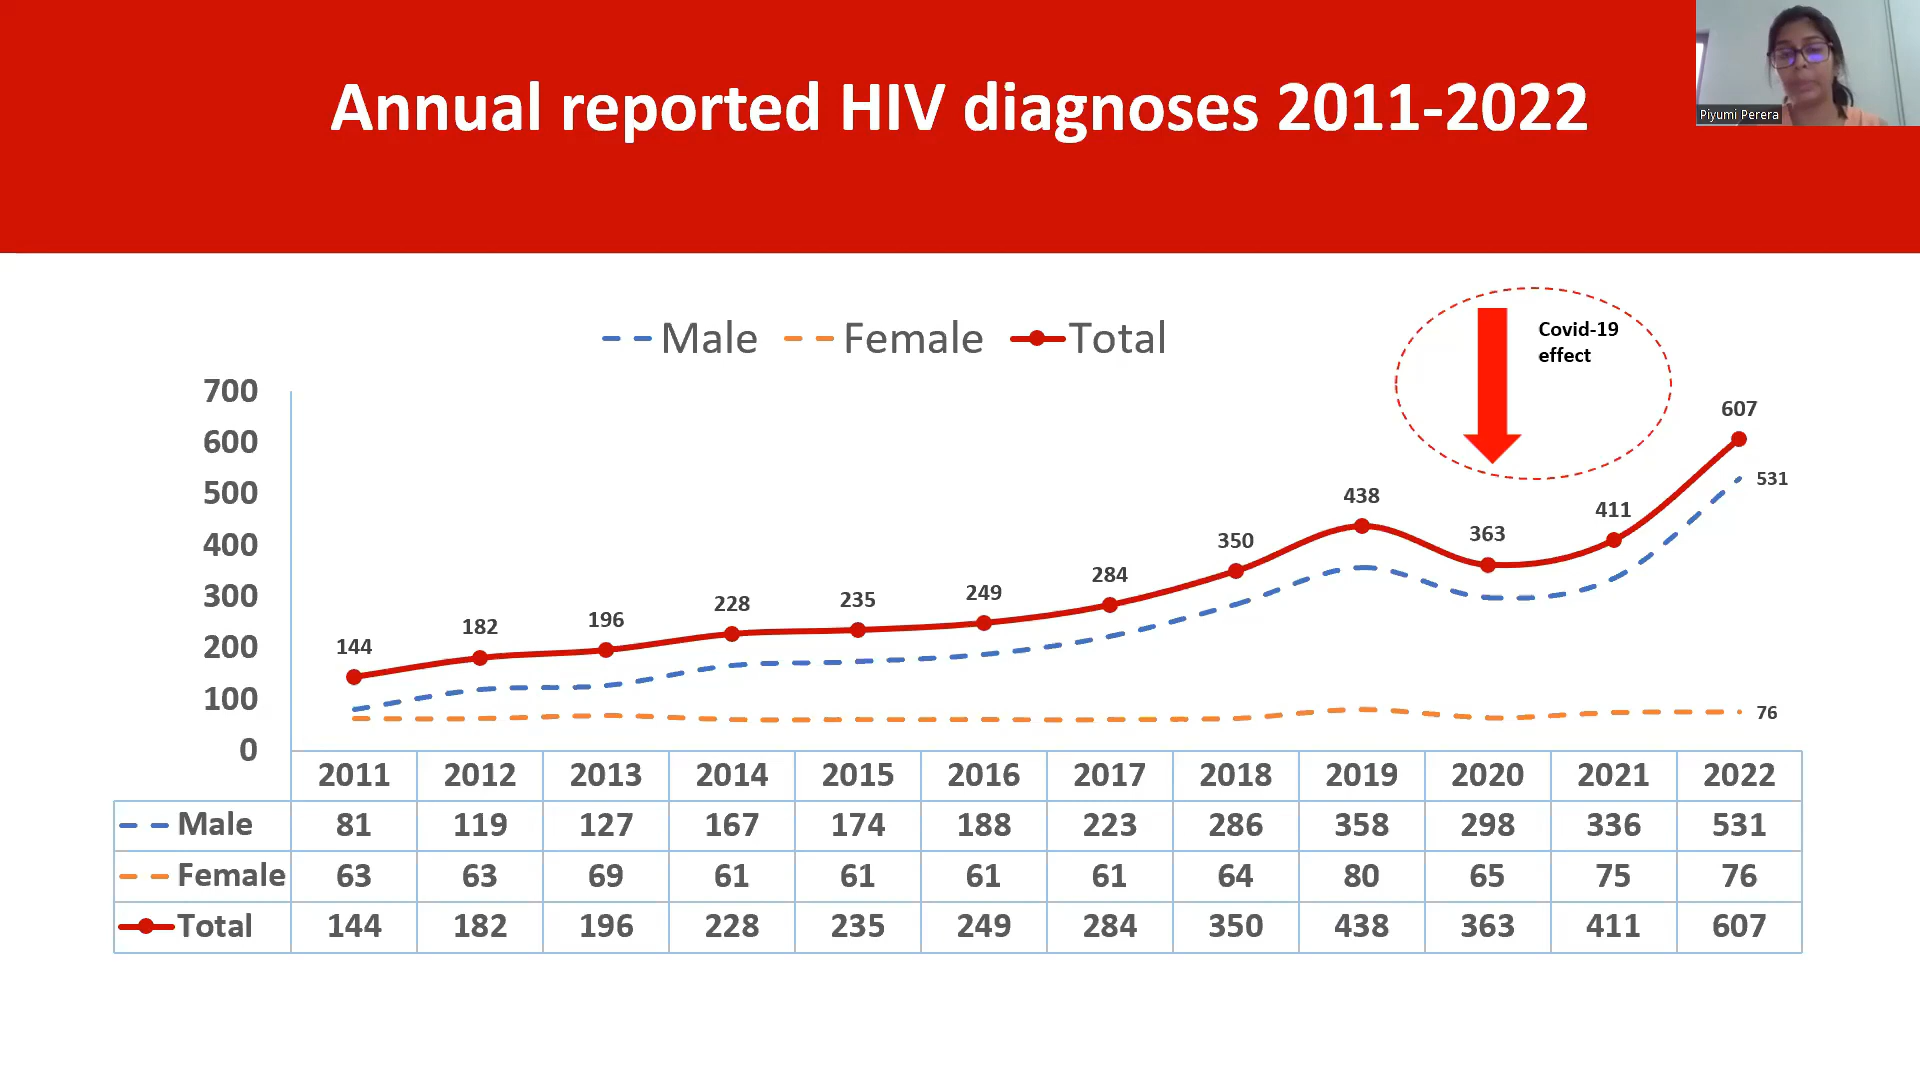 Annual reported HIV diagnoses 2011-2022
Piyumi Perera
Male Female Total
Covid-19
effect
700
600
500
400
300
200
100
0
144 182 196 228 235 249 284 350 438 363 411 607
531
76
2011 2012 2013 2014 2015 2016 2017 2018 2019 2020 2021 2022
Male 81 119 127 167 174 188 223 286 358 298 336 531
Female 63 63 69 61 61 61 61 64 80 65 75 76
Total 144 182 196 228 235 249 284 350 438 363 411 607